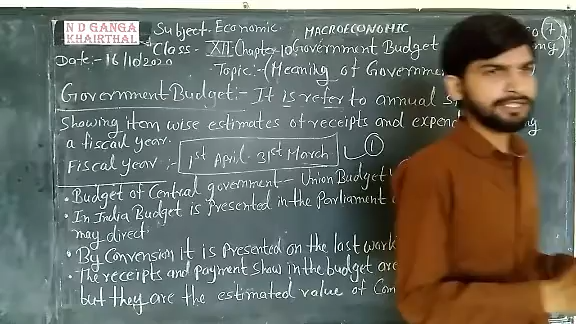 N D GANGA
KHAIRTHAL
Subject. Economic MACROECONOMIC
Class - XII Chapter - 10 Government Budget
Date:- 16/10/2020
Topic:- (Meaning of Governme
Government Budget:- It is refer to annual s
Showing item wise estimates of receipts and expen
a fiscal year.
Fiscal year :- 1st April - 31st March ①
• Budget of Central government - Union Budget
• In India Budget is presented in the Parliament
may direct.
• By Convension it is presented on the last work
• The receipts and payment show in the budget are
but they are the estimated value of Com